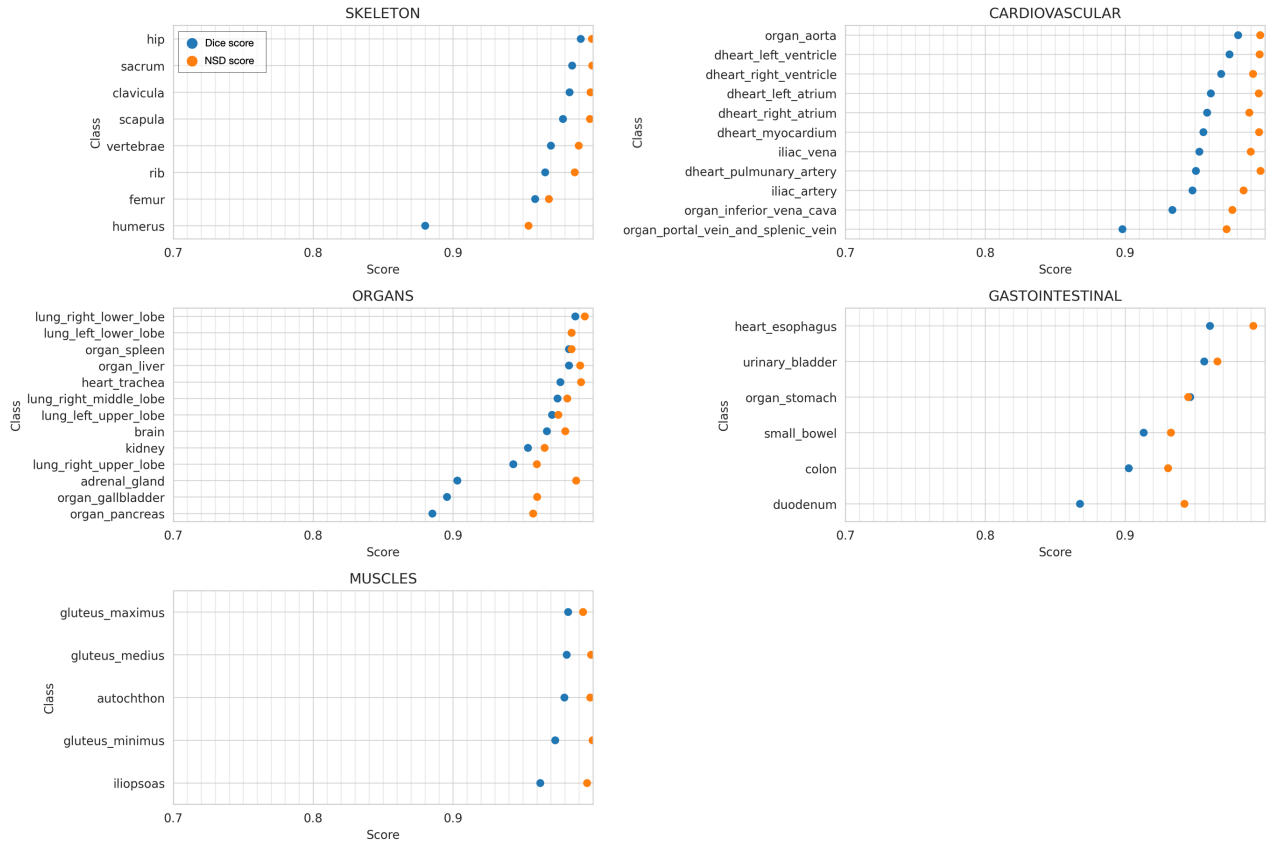 SKELETON
Dice score
NSD score
hip
sacrum
clavicula
scapula
vertebrae
rib
femur
humerus
Class
0.7 0.8 0.9
Score
CARDIOVASCULAR
organ_aorta
dheart_left_ventricle
dheart_right_ventricle
dheart_left_atrium
dheart_right_atrium
dheart_myocardium
iliac_vena
dheart_pulmunary_artery
iliac_artery
organ_inferior_vena_cava
organ_portal_vein_and_splenic_vein
Class
0.7 0.8 0.9
Score
ORGANS
lung_right_lower_lobe
lung_left_lower_lobe
organ_spleen
organ_liver
heart_trachea
lung_right_middle_lobe
lung_left_upper_lobe
brain
kidney
lung_right_upper_lobe
adrenal_gland
organ_gallbladder
organ_pancreas
Class
0.7 0.8 0.9
Score
GASTOINTESTINAL
heart_esophagus
urinary_bladder
organ_stomach
small_bowel
colon
duodenum
Class
0.7 0.8 0.9
Score
MUSCLES
gluteus_maximus
gluteus_medius
autochthon
gluteus_minimus
iliopsoas
Class
0.7 0.8 0.9
Score